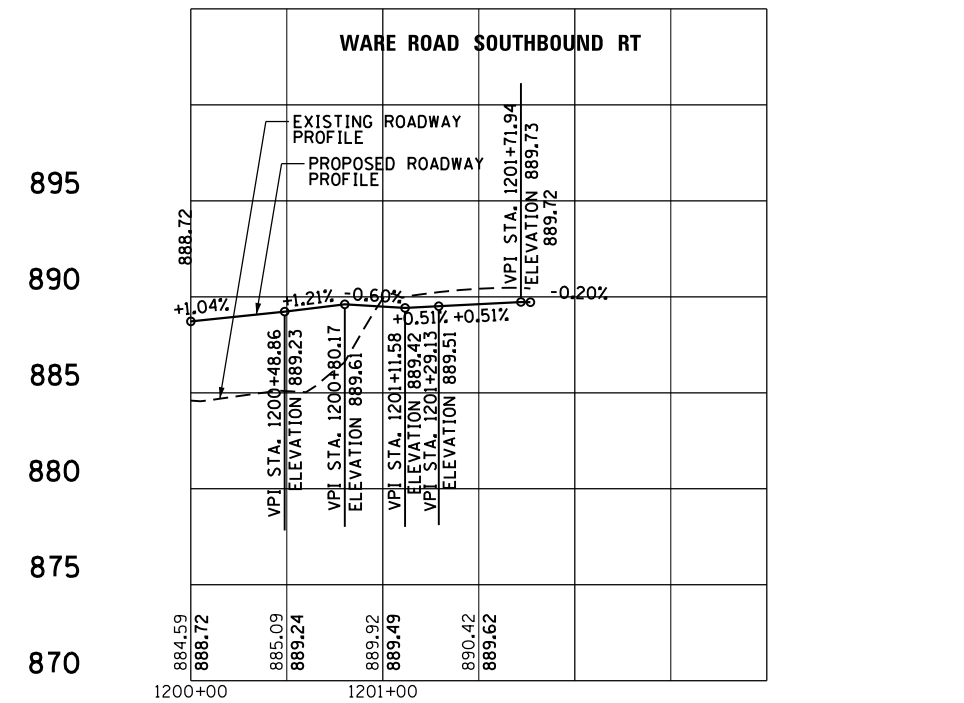 WARE ROAD SOUTHBOUND RT
EXISTING ROADWAY
PROFILE
PROPOSED ROADWAY
PROFILE
895
890
885
880
875
870
888.72
+1.04%
+1.21%
-0.60%
+0.51%
+0.51%
-0.20%
VPI STA. 1200+48.86
ELEVATION 889.23
VPI STA. 1200+80.17
ELEVATION 889.61
VPI STA. 1201+11.58
ELEVATION 889.42
VPI STA. 1201+29.13
ELEVATION 889.51
VPI STA. 1201+71.94
ELEVATION 889.73
889.72
884.59
888.72
885.09
889.24
889.92
889.49
890.42
889.62
1200+00
1201+00